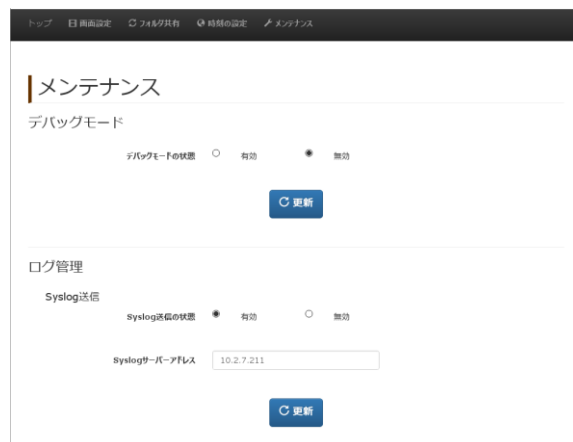 トップ 画面設定 フォルダ共有 時刻の設定 メンテナンス
メンテナンス
デバッグモード
デバックモードの状態 有効 無効
更新
ログ管理
Syslog送信
Syslog送信の状態 有効 無効
Syslogサーバーアドレス 10.2.7.211
更新